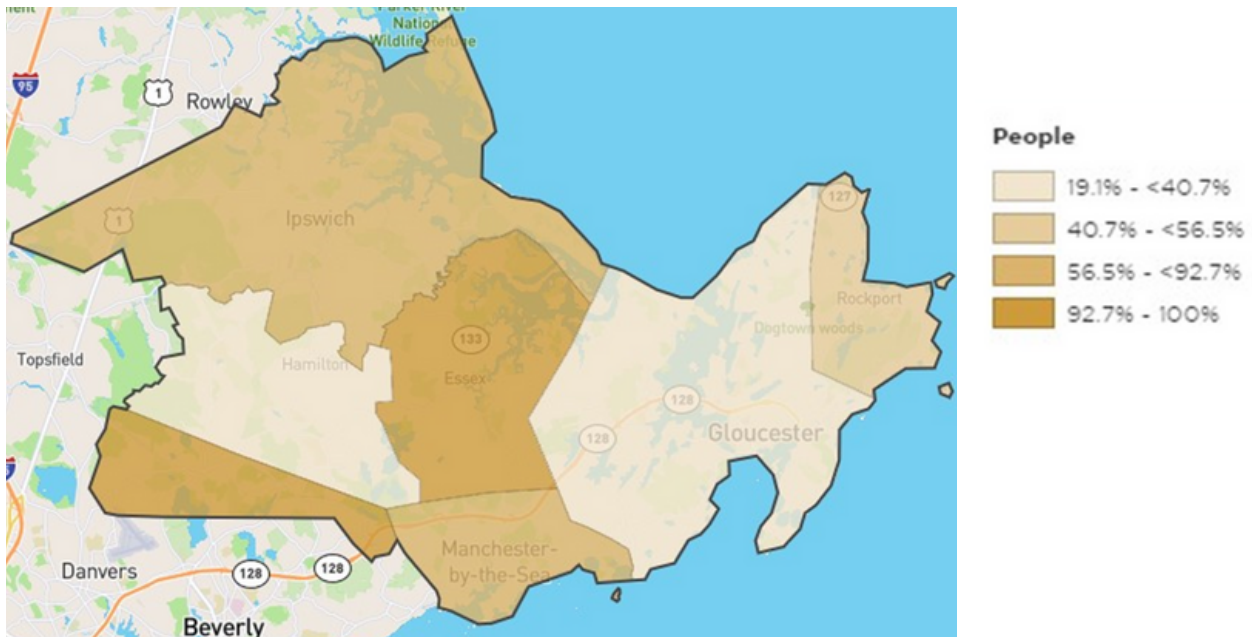 Parker River
National
Wildlife Refuge
95
1
Rowley
127
1
Ipswich
Rockport
Dogtown woods
133
Topsfield
Hamilton
Essex
128
128
Gloucester
Manchester-
by-the-Sea
Danvers
128
128
Beverly
People
19.1% - <40.7%
40.7% - <56.5%
56.5% - <92.7%
92.7% - 100%